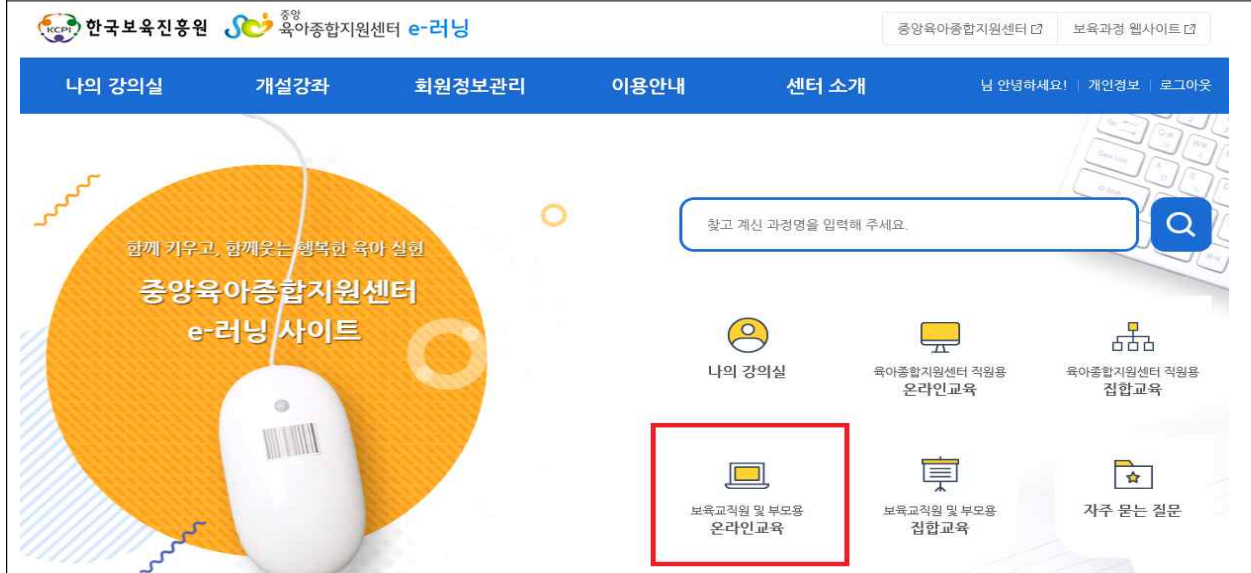 KCPI 한국보육진흥원 중앙
육아종합지원센터 e-러닝
중앙육아종합지원센터 보육과정 웹사이트
나의 강의실 개설강좌 회원정보관리 이용안내 센터 소개 님 안녕하세요! 개인정보 로그아웃
찾고 계신 과정명을 입력해 주세요.
함께 키우고, 함께웃는 행복한 육아 실현
중앙육아종합지원센터
e-러닝 사이트
나의 강의실
육아종합지원센터 직원용
온라인교육
육아종합지원센터 직원용
집합교육
보육교직원 및 부모용
온라인교육
보육교직원 및 부모용
집합교육
자주 묻는 질문